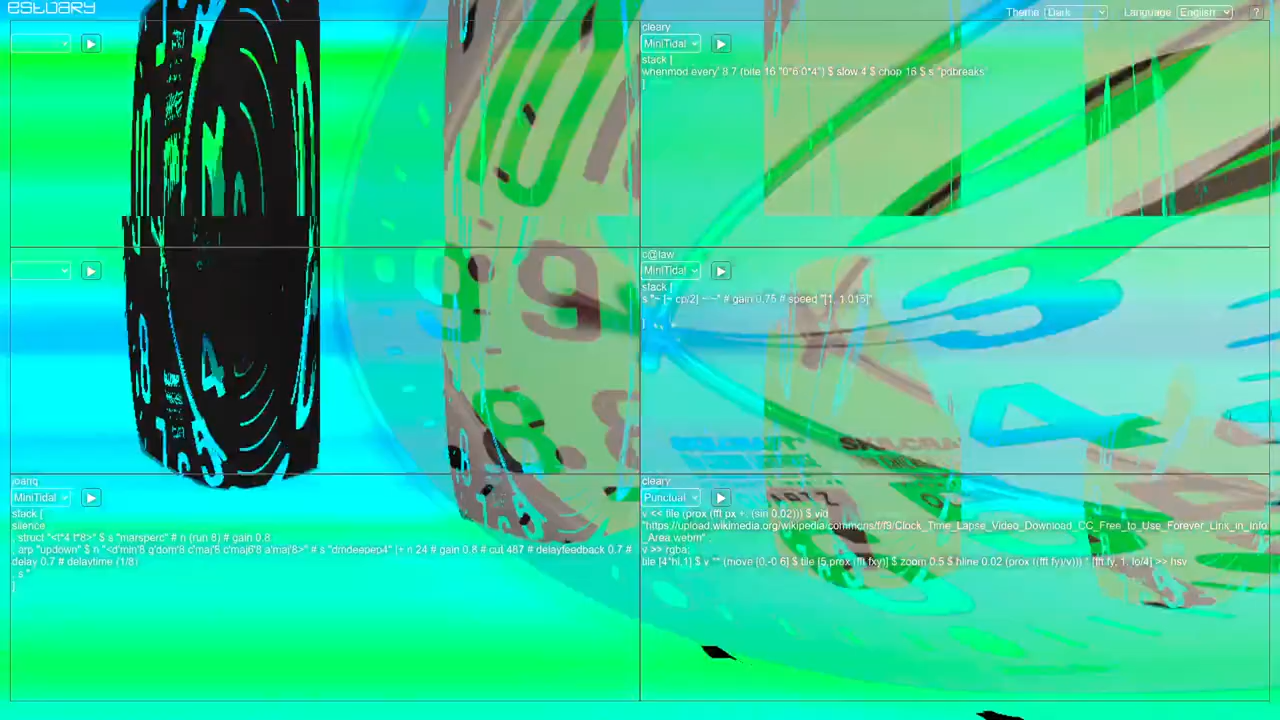 ESTUARY
Theme Dark Language English ?
cleary
MiniTidal
stack [
whenmod every' 8 7 (bite 16 "0*6 0*4") $ slow 4 $ chop 16 $ s "pdbreaks"
]
c@law
MiniTidal
stack [
s "~ [~ cp/2] ~ ~" # gain 0.75 # speed "[1, 1.015]"
]
MiniTidal
stack [
silence
, struct "<t*4 t*8>" $ s "marsperc" # n (run 8) # gain 0.8
, arp "updown" $ n "<d'min'8 g'dom'8 c'maj'6 c'maj6'8 a'maj'8>" # s "dmdeepep4" |+ n 24 # gain 0.8 # cut 487 # delayfeedback 0.7 #
delay 0.7 # delaytime (1/8)
, s "
]
cleary
Punctual
v << tile (prox (fft px +: (sin 0.02))) $ vid
"https://upload.wikimedia.org/wikipedia/commons/f/f9/Clock_Time_Lapse_Video_Download_CC_Free_to_Use_Forever_Link_in_Info
_Area.webm";
v >> rgba;
tile [4*hi,1] $ v ** (move [0,-0.6] $ tile [5,prox (fft fxy)] $ zoom 0.5 $ hline 0.02 (prox ((fft fy)/v))) * [fft fy, 1, lo/4] >> hsv